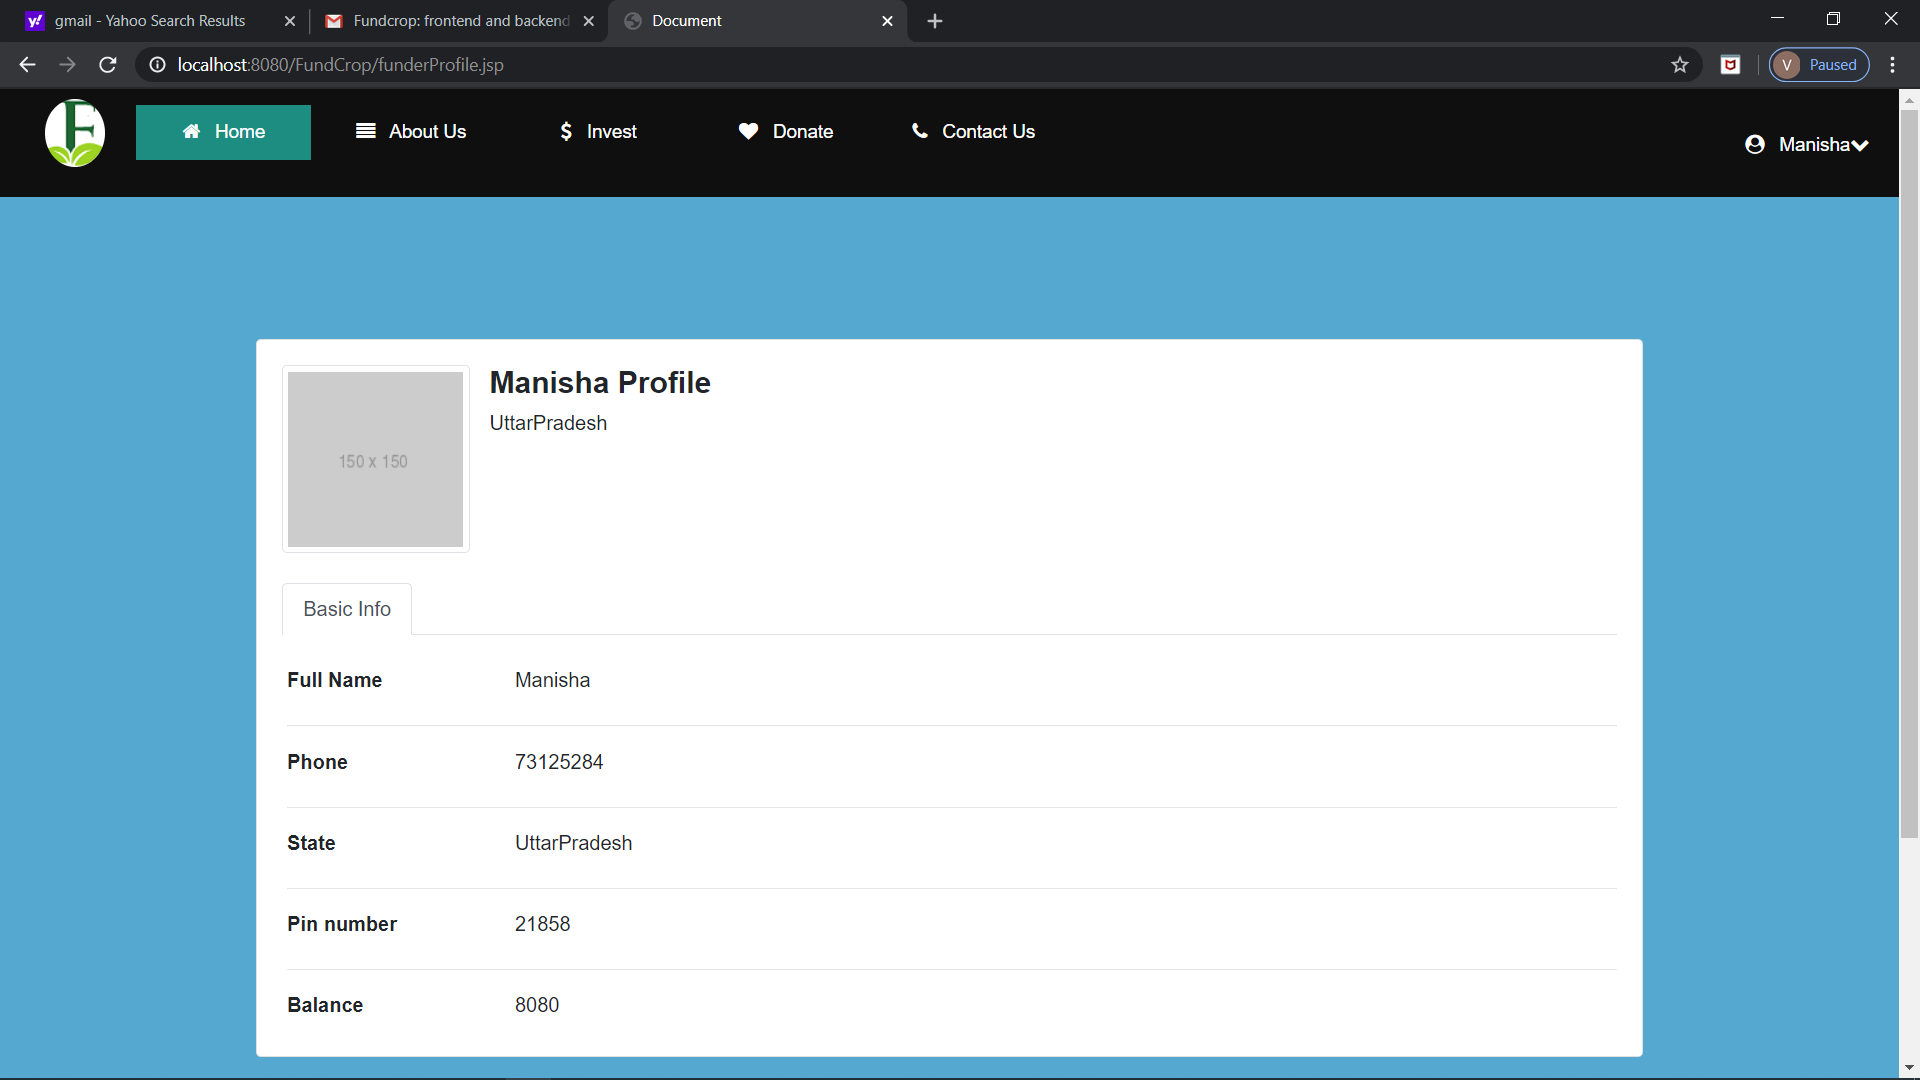 gmail - Yahoo Search Results
Fundcrop: frontend and backend
Document
localhost:8080/FundCrop/funderProfile.jsp
V Paused
F
Home
About Us
$ Invest
Donate
Contact Us
Manisha
150 x 150
Manisha Profile
UttarPradesh
Basic Info
Full Name Manisha
Phone 73125284
State UttarPradesh
Pin number 21858
Balance 8080